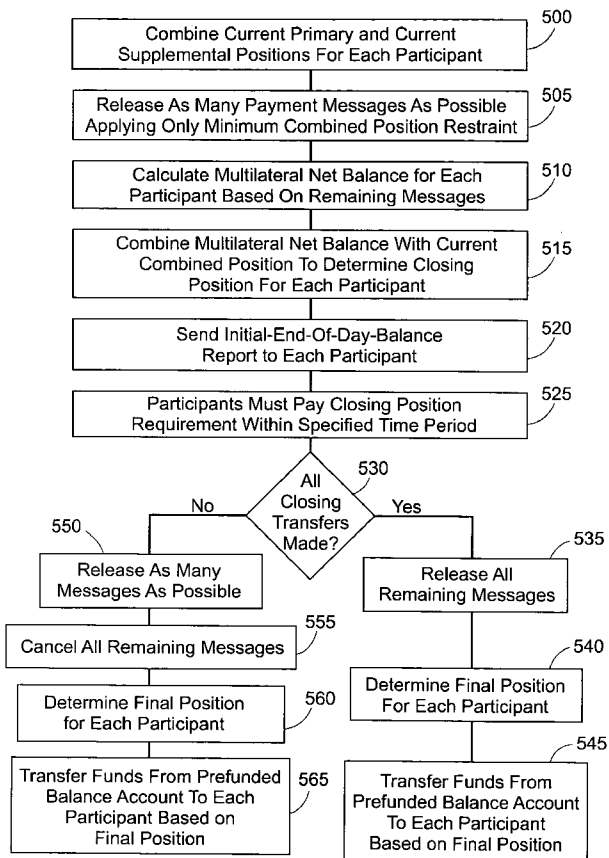 Combine Current Primary and Current
Supplemental Positions For Each Participant
500
Release As Many Payment Messages As Possible
Applying Only Minimum Combined Position Restraint
505
Calculate Multilateral Net Balance for Each
Participant Based On Remaining Messages
510
Combine Multilateral Net Balance With Current
Combined Position To Determine Closing
Position For Each Participant
515
Send Initial-End-Of-Day-Balance
Report to Each Participant
520
Participants Must Pay Closing Position
Requirement Within Specified Time Period
525
All
Closing
Transfers
Made?
530
No
Yes
550
Release As Many
Messages As Possible
555
Cancel All Remaining Messages
Determine Final Position
for Each Participant
560
Transfer Funds From Prefunded
Balance Account To Each
Participant Based on
Final Position
565
535
Release All
Remaining Messages
540
Determine Final Position
For Each Participant
545
Transfer Funds From
Prefunded Balance Account
To Each Participant
Based on Final Position